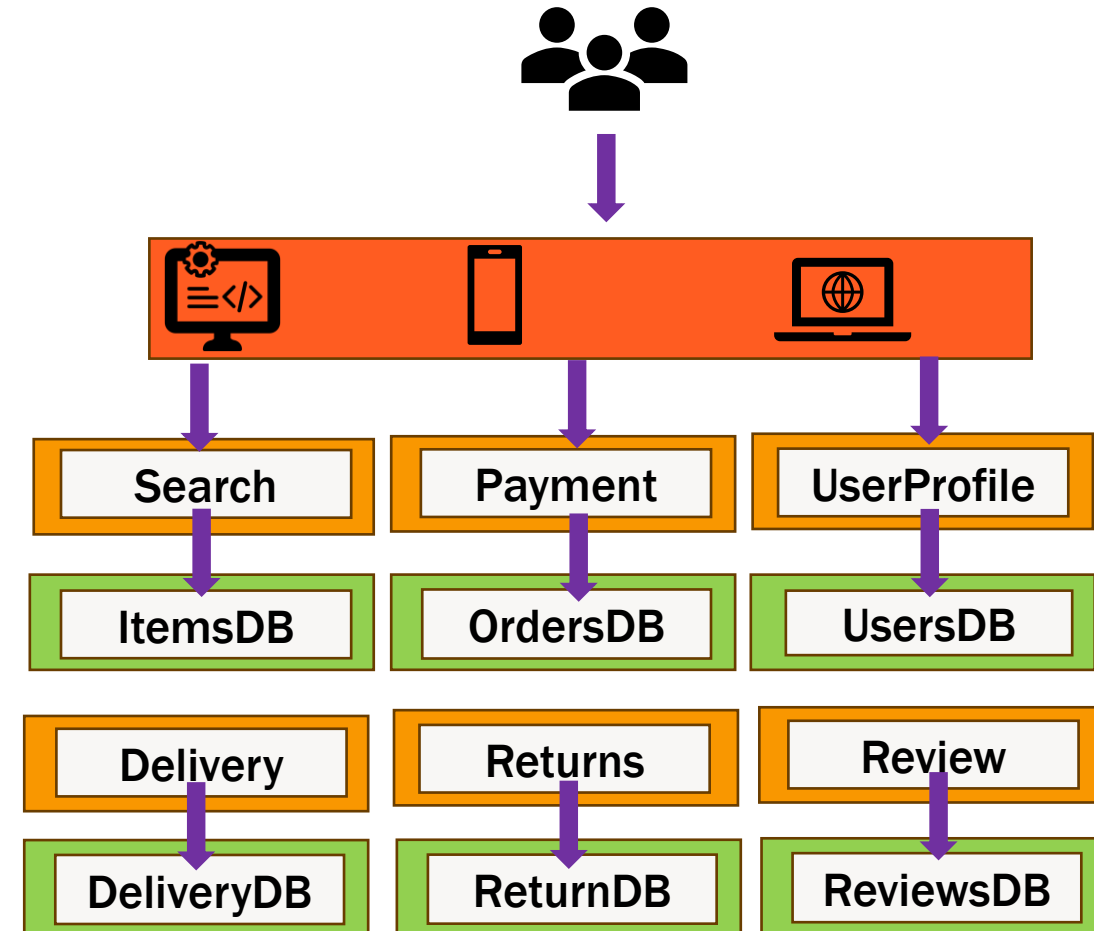 Search
Payment
UserProfile
ItemsDB
OrdersDB
UsersDB
Delivery
Returns
Review
DeliveryDB
ReturnDB
ReviewsDB